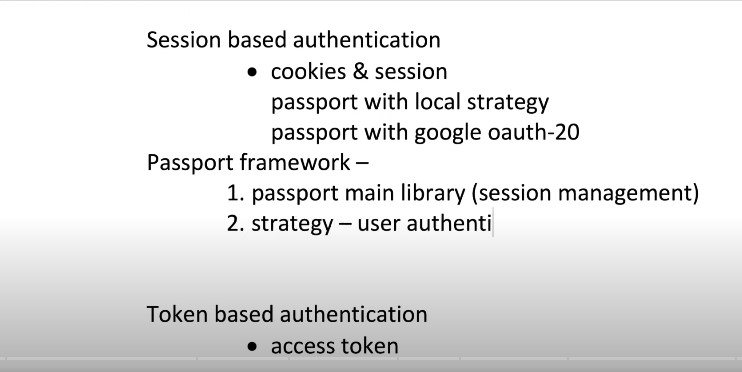 Session based authentication
• cookies & session
passport with local strategy
passport with google oauth-20
Passport framework –
1. passport main library (session management)
2. strategy – user authenti
Token based authentication
• access token